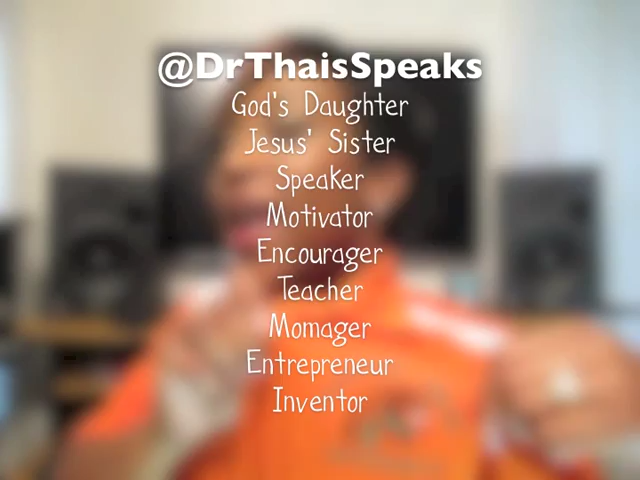 @DrThaisSpeaks
God's Daughter
Jesus' Sister
Speaker
Motivator
Encourager
Teacher
Momager
Entrepreneur
Inventor